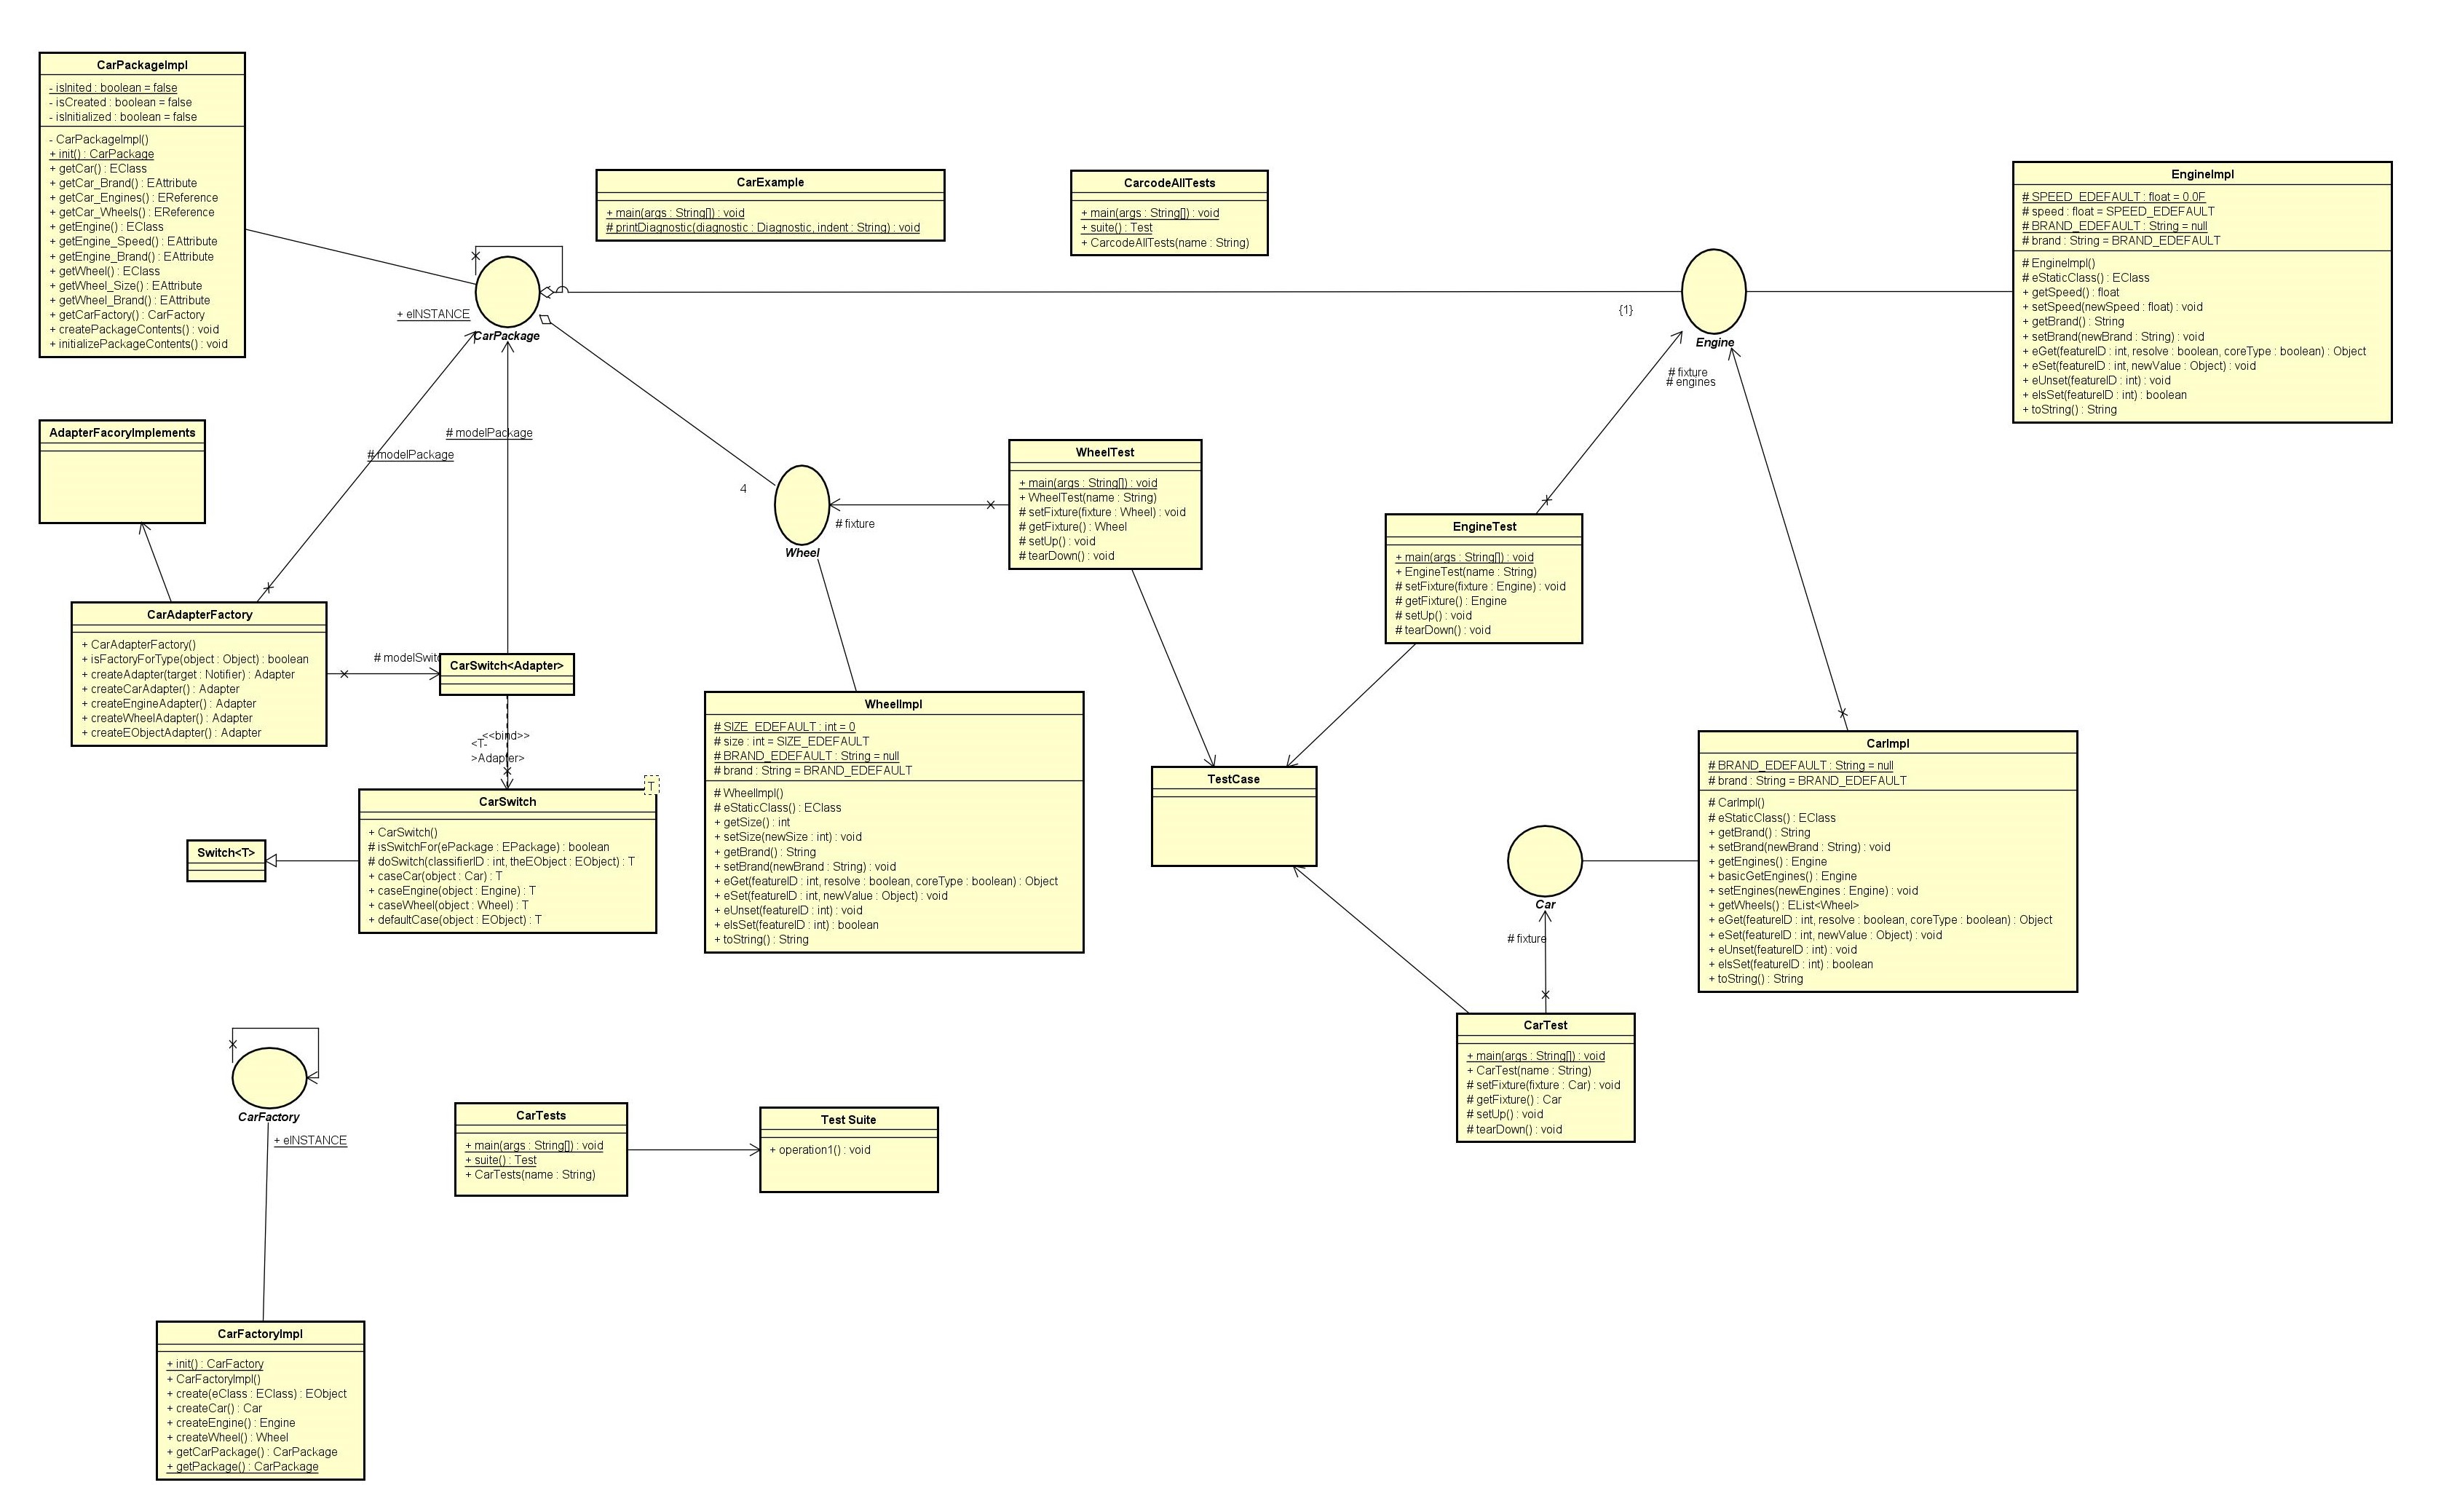 CarPackageImpl
- isInited : boolean = false
- isCreated : boolean = false
- isInitialized : boolean = false
- CarPackageImpl()
+ init() : CarPackage
+ getCar() : EClass
+ getCar_Brand() : EAttribute
+ getCar_Engines() : EReference
+ getCar_Wheels() : EReference
+ getEngine() : EClass
+ getEngine_Speed() : EAttribute
+ getEngine_Brand() : EAttribute
+ getWheel() : EClass
+ getWheel_Size() : EAttribute
+ getWheel_Brand() : EAttribute
+ getCarFactory() : CarFactory
+ createPackageContents() : void
+ initializePackageContents() : void
CarExample
+ main(args : String[]) : void
# printDiagnostic(diagnostic : Diagnostic, indent : String) : void
CarcodeAllTests
+ main(args : String[]) : void
+ suite() : Test
+ CarcodeAllTests(name : String)
EngineImpl
# SPEED_EDEFAULT : float = 0.0F
# speed : float = SPEED_EDEFAULT
# BRAND_EDEFAULT : String = null
# brand : String = BRAND_EDEFAULT
# EngineImpl()
# eStaticClass() : EClass
+ getSpeed() : float
+ setSpeed(newSpeed : float) : void
+ getBrand() : String
+ setBrand(newBrand : String) : void
+ eGet(featureID : int, resolve : boolean, coreType : boolean) : Object
+ eSet(featureID : int, newValue : Object) : void
+ eUnset(featureID : int) : void
+ eIsSet(featureID : int) : boolean
+ toString() : String
+ eINSTANCE
CarPackage
{1}
Engine
# fixture
# engines
AdapterFacoryImplements
# modelPackage
# modelPackage
4
Wheel
# fixture
WheelTest
+ main(args : String[]) : void
+ WheelTest(name : String)
# setFixture(fixture : Wheel) : void
# getFixture() : Wheel
# setUp() : void
# tearDown() : void
EngineTest
+ main(args : String[]) : void
+ EngineTest(name : String)
# setFixture(fixture : Engine) : void
# getFixture() : Engine
# setUp() : void
# tearDown() : void
CarAdapterFactory
+ CarAdapterFactory()
+ isFactoryForType(object : Object) : boolean
+ createAdapter(target : Notifier) : Adapter
+ createCarAdapter() : Adapter
+ createEngineAdapter() : Adapter
+ createWheelAdapter() : Adapter
+ createEObjectAdapter() : Adapter
# modelSwit
CarSwitch<Adapter>
<<bind>>
<T-
>Adapter>
T
CarSwitch
+ CarSwitch()
# isSwitchFor(ePackage : EPackage) : boolean
# doSwitch(classifierID : int, theEObject : EObject) : T
+ caseCar(object : Car) : T
+ caseEngine(object : Engine) : T
+ caseWheel(object : Wheel) : T
+ defaultCase(object : EObject) : T
Switch<T>
WheelImpl
# SIZE_EDEFAULT : int = 0
# size : int = SIZE_EDEFAULT
# BRAND_EDEFAULT : String = null
# brand : String = BRAND_EDEFAULT
# WheelImpl()
# eStaticClass() : EClass
+ getSize() : int
+ setSize(newSize : int) : void
+ getBrand() : String
+ setBrand(newBrand : String) : void
+ eGet(featureID : int, resolve : boolean, coreType : boolean) : Object
+ eSet(featureID : int, newValue : Object) : void
+ eUnset(featureID : int) : void
+ eIsSet(featureID : int) : boolean
+ toString() : String
TestCase
CarImpl
# BRAND_EDEFAULT : String = null
# brand : String = BRAND_EDEFAULT
# CarImpl()
# eStaticClass() : EClass
+ getBrand() : String
+ setBrand(newBrand : String) : void
+ getEngines() : Engine
+ basicGetEngines() : Engine
+ setEngines(newEngines : Engine) : void
+ getWheels() : EList<Wheel>
+ eGet(featureID : int, resolve : boolean, coreType : boolean) : Object
+ eSet(featureID : int, newValue : Object) : void
+ eUnset(featureID : int) : void
+ eIsSet(featureID : int) : boolean
+ toString() : String
Car
# fixture
CarTest
+ main(args : String[]) : void
+ CarTest(name : String)
# setFixture(fixture : Car) : void
# getFixture() : Car
# setUp() : void
# tearDown() : void
CarFactory
+ eINSTANCE
CarTests
+ main(args : String[]) : void
+ suite() : Test
+ CarTests(name : String)
Test Suite
+ operation1() : void
CarFactoryImpl
+ init() : CarFactory
+ CarFactoryImpl()
+ create(eClass : EClass) : EObject
+ createCar() : Car
+ createEngine() : Engine
+ createWheel() : Wheel
+ getCarPackage() : CarPackage
+ getPackage() : CarPackage